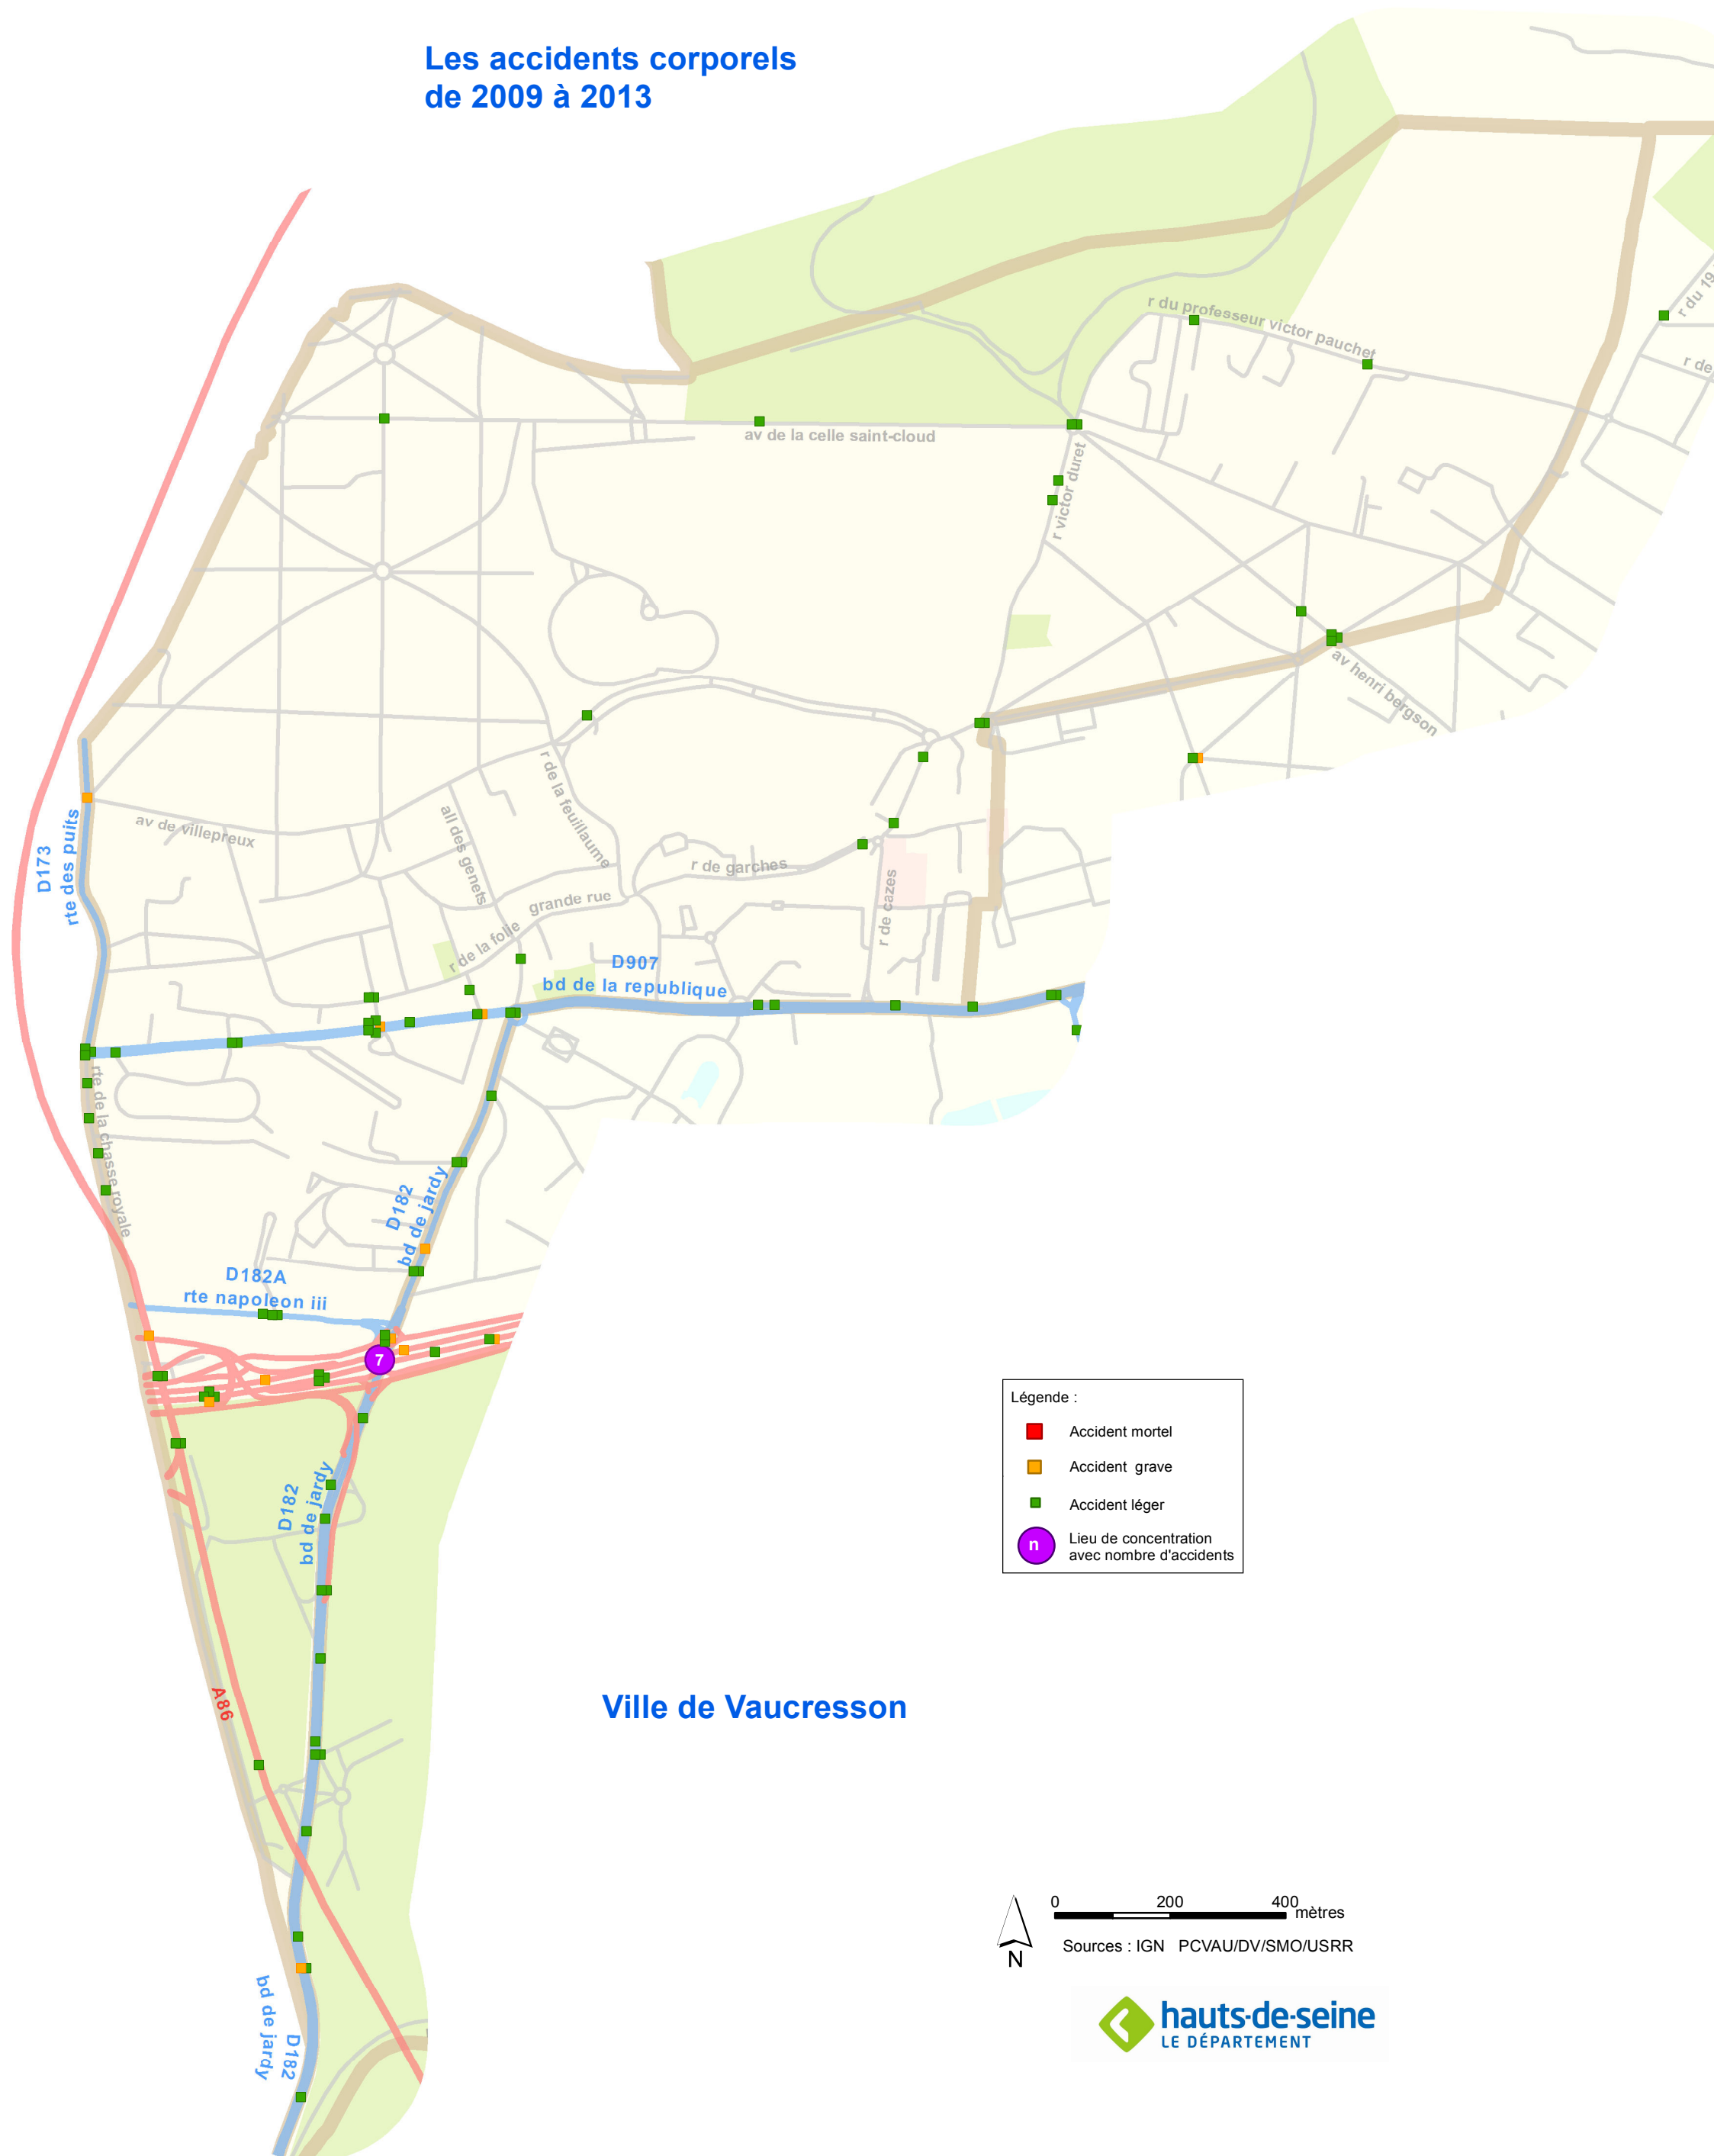 Les accidents corporels
de 2009 à 2013
r du professeur victor pauchet
r du 19
r de
av de la celle saint-cloud
r victor duret
av henri bergson
D173
rte des puits
av de villepreux
all des genets
r de la feuillaume
r de garches
grande rue
r de la folie
r de cazes
D907
bd de la republique
rte de la chasse royale
D182
bd de jardy
D182A
rte napoleon iii
7
D182
bd de jardy
A86
Légende :
Accident mortel
Accident grave
Accident léger
n
Lieu de concentration
avec nombre d'accidents
Ville de Vaucresson
0 200 400
mètres
N
Sources : IGN PCVAU/DV/SMO/USRR
D182
bd de jardy
hauts-de-seine
LE DÉPARTEMENT